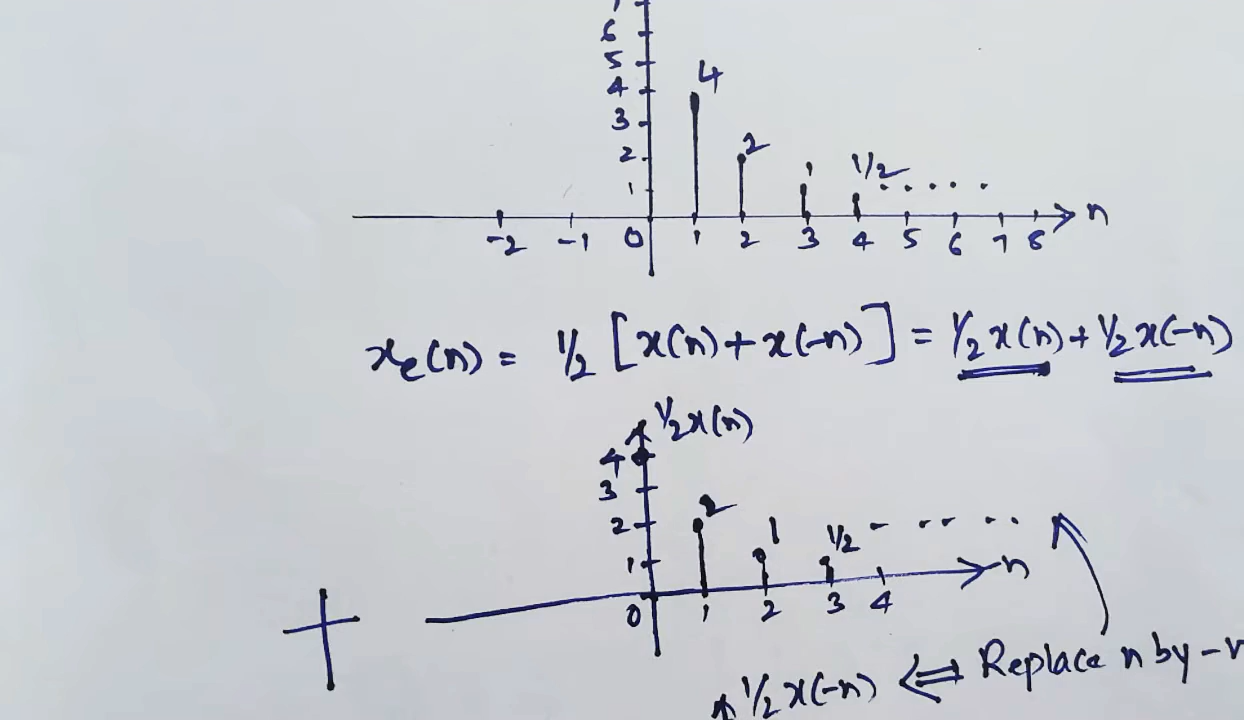 6
5
4 4
3
2 2
1 1 1/2 . . . . .
-2 -1 0 1 2 3 4 5 6 7 8 n
xe(n) = 1/2 [x(n) + x(-n)] = 1/2 x(n) + 1/2 x(-n)
1/2 x(n)
4
3
2 2
1 1 1/2 - - - - -
n
0 1 2 3 4
+
1/2 x(-n) ⇔ Replace n by -n